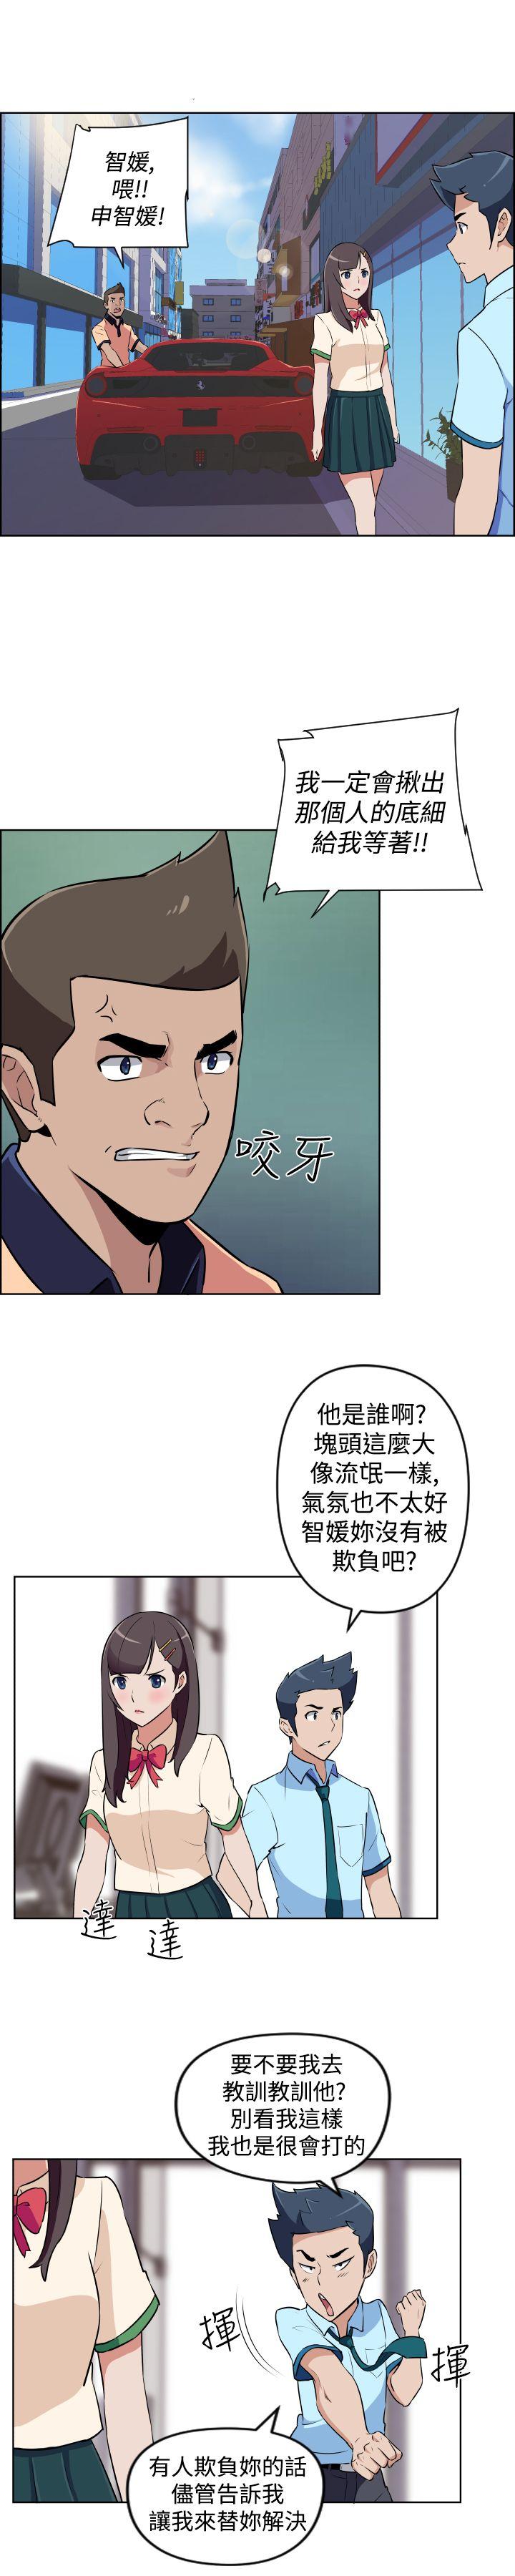 智媛,
喂!!
申智媛!
我一定會揪出
那個人的底細
給我等著!!
咬牙
他是誰啊?
塊頭這麼大
像流氓一樣,
氣氛也不太好
智媛妳沒有被
欺負吧?
達
達
要不要我去
教訓教訓他?
別看我這樣
我也是很會打的
揮
揮
有人欺負妳的話
儘管告訴我
讓我來替妳解決